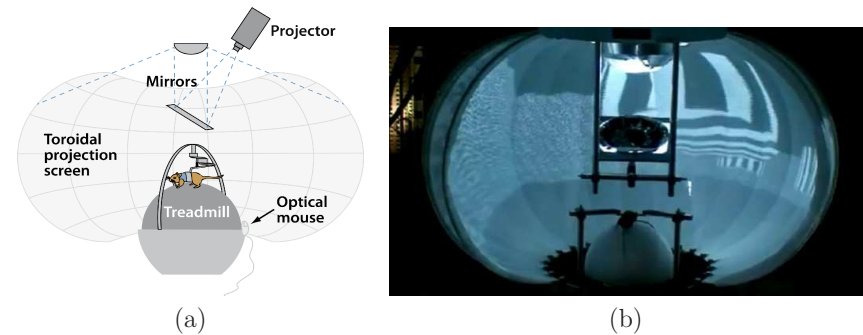 Projector
Mirrors
Toroidal
projection
screen
Treadmill
Optical
mouse
(a)
(b)